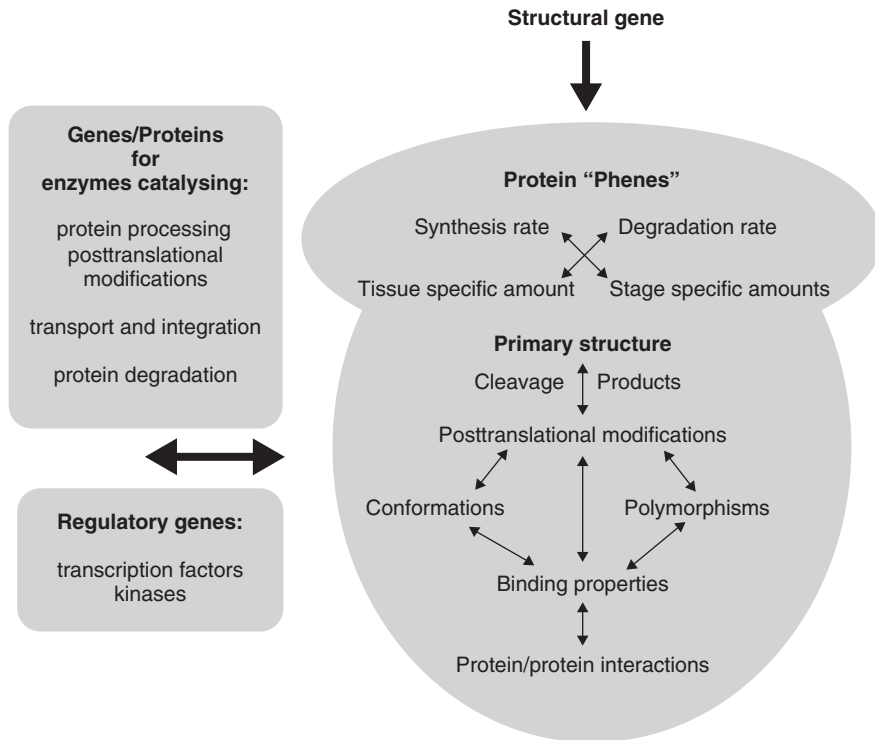 Structural gene
Genes/Proteins
for
enzymes catalysing:
protein processing
posttranslational
modifications
transport and integration
protein degradation
Regulatory genes:
transcription factors
kinases
Protein “Phenes”
Synthesis rate
Degradation rate
Tissue specific amount
Stage specific amounts
Primary structure
Cleavage
Products
Posttranslational modifications
Conformations
Polymorphisms
Binding properties
Protein/protein interactions